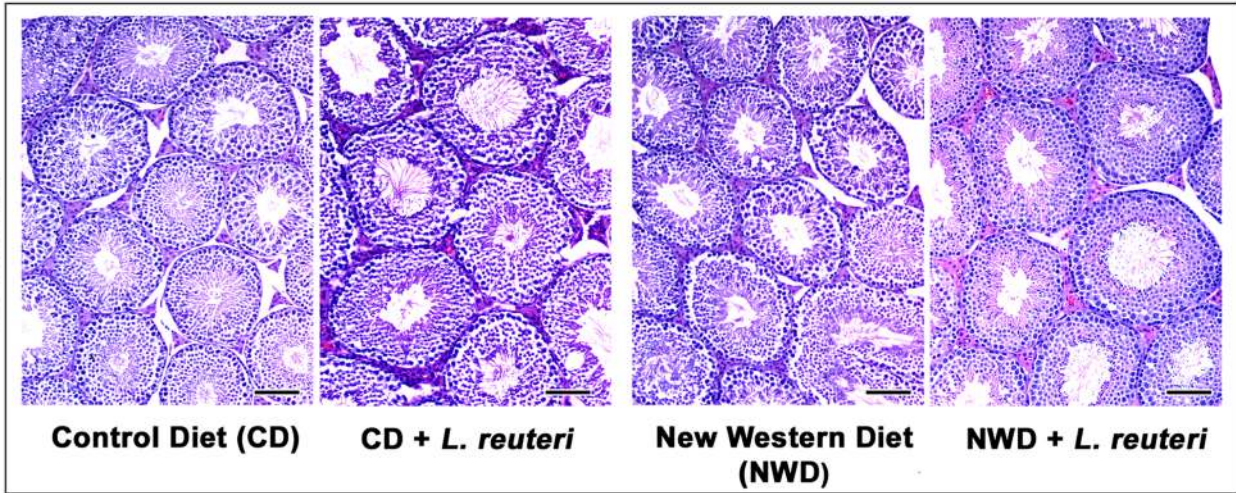 Control Diet (CD)
CD + L. reuteri
New Western Diet
(NWD)
NWD + L. reuteri